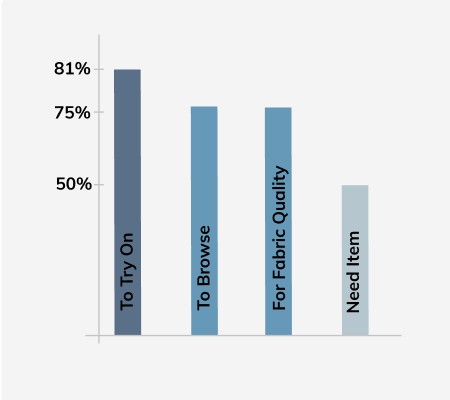 81%
75%
50%
To Try On
To Browse
For Fabric Quality
Need Item